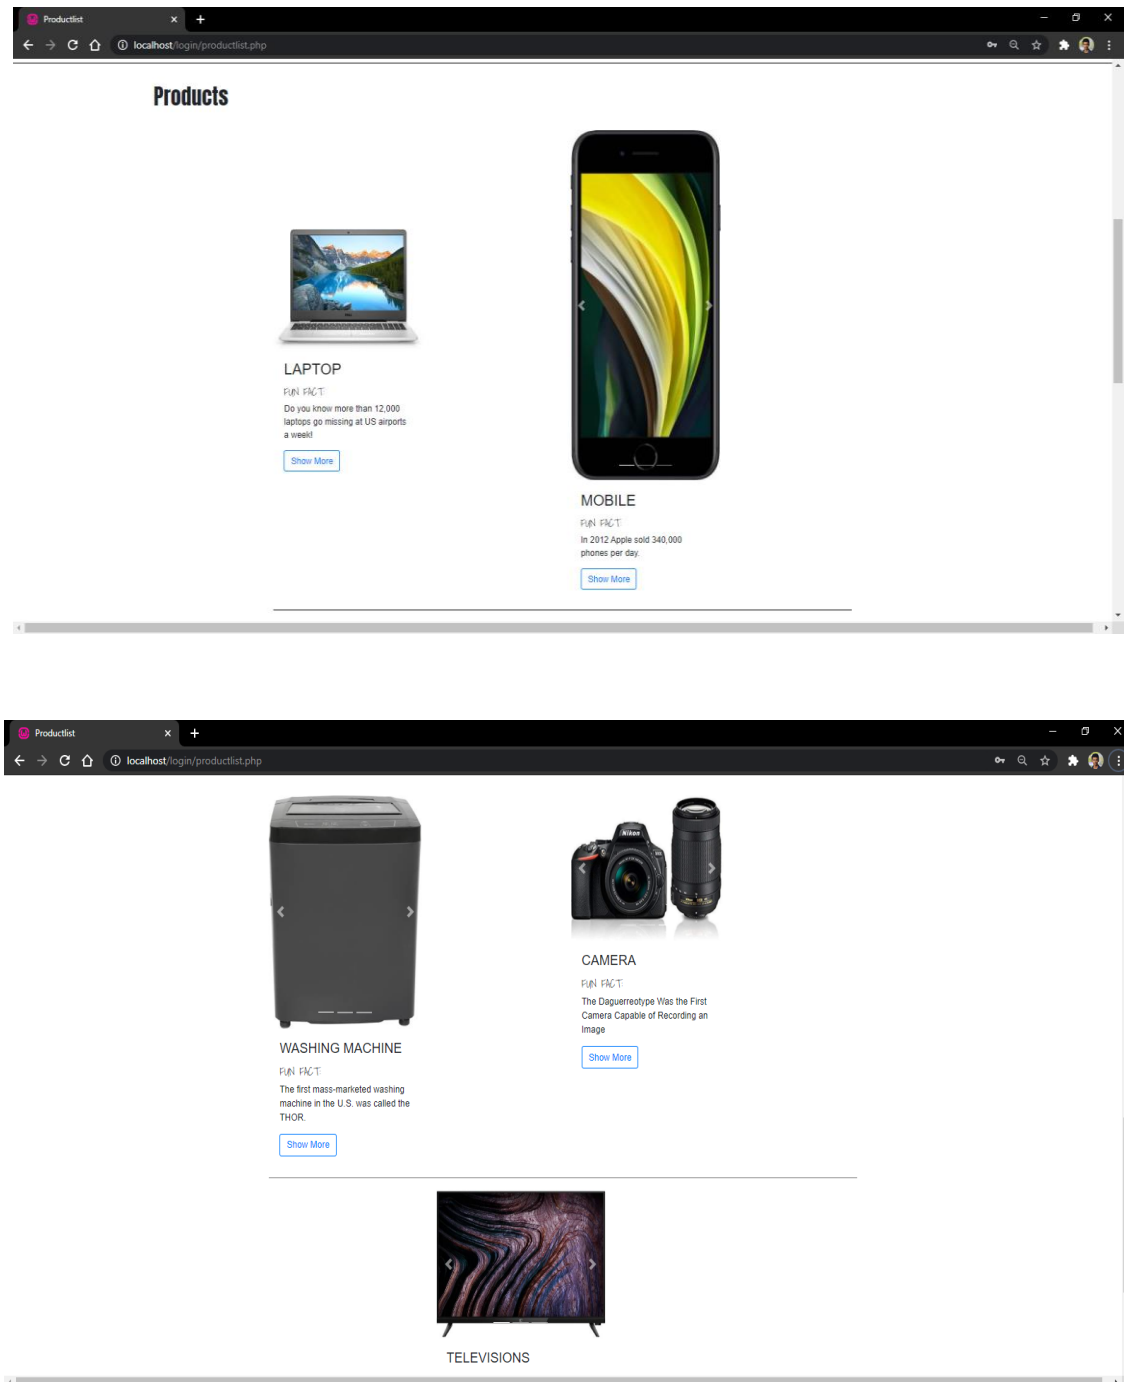 Productlist
localhost/login/productlist.php
Products
LAPTOP
FUN FACT
Do you know more than 12,000
laptops go missing at US airports
a week!
Show More
MOBILE
FUN FACT
In 2012 Apple sold 340,000
phones per day.
Show More
Productlist
localhost/login/productlist.php
WASHING MACHINE
FUN FACT
The first mass-marketed washing
machine in the U.S. was called the
THOR.
Show More
Nikon
CAMERA
FUN FACT
The Daguerreotype Was the First
Camera Capable of Recording an
Image
Show More
TELEVISIONS